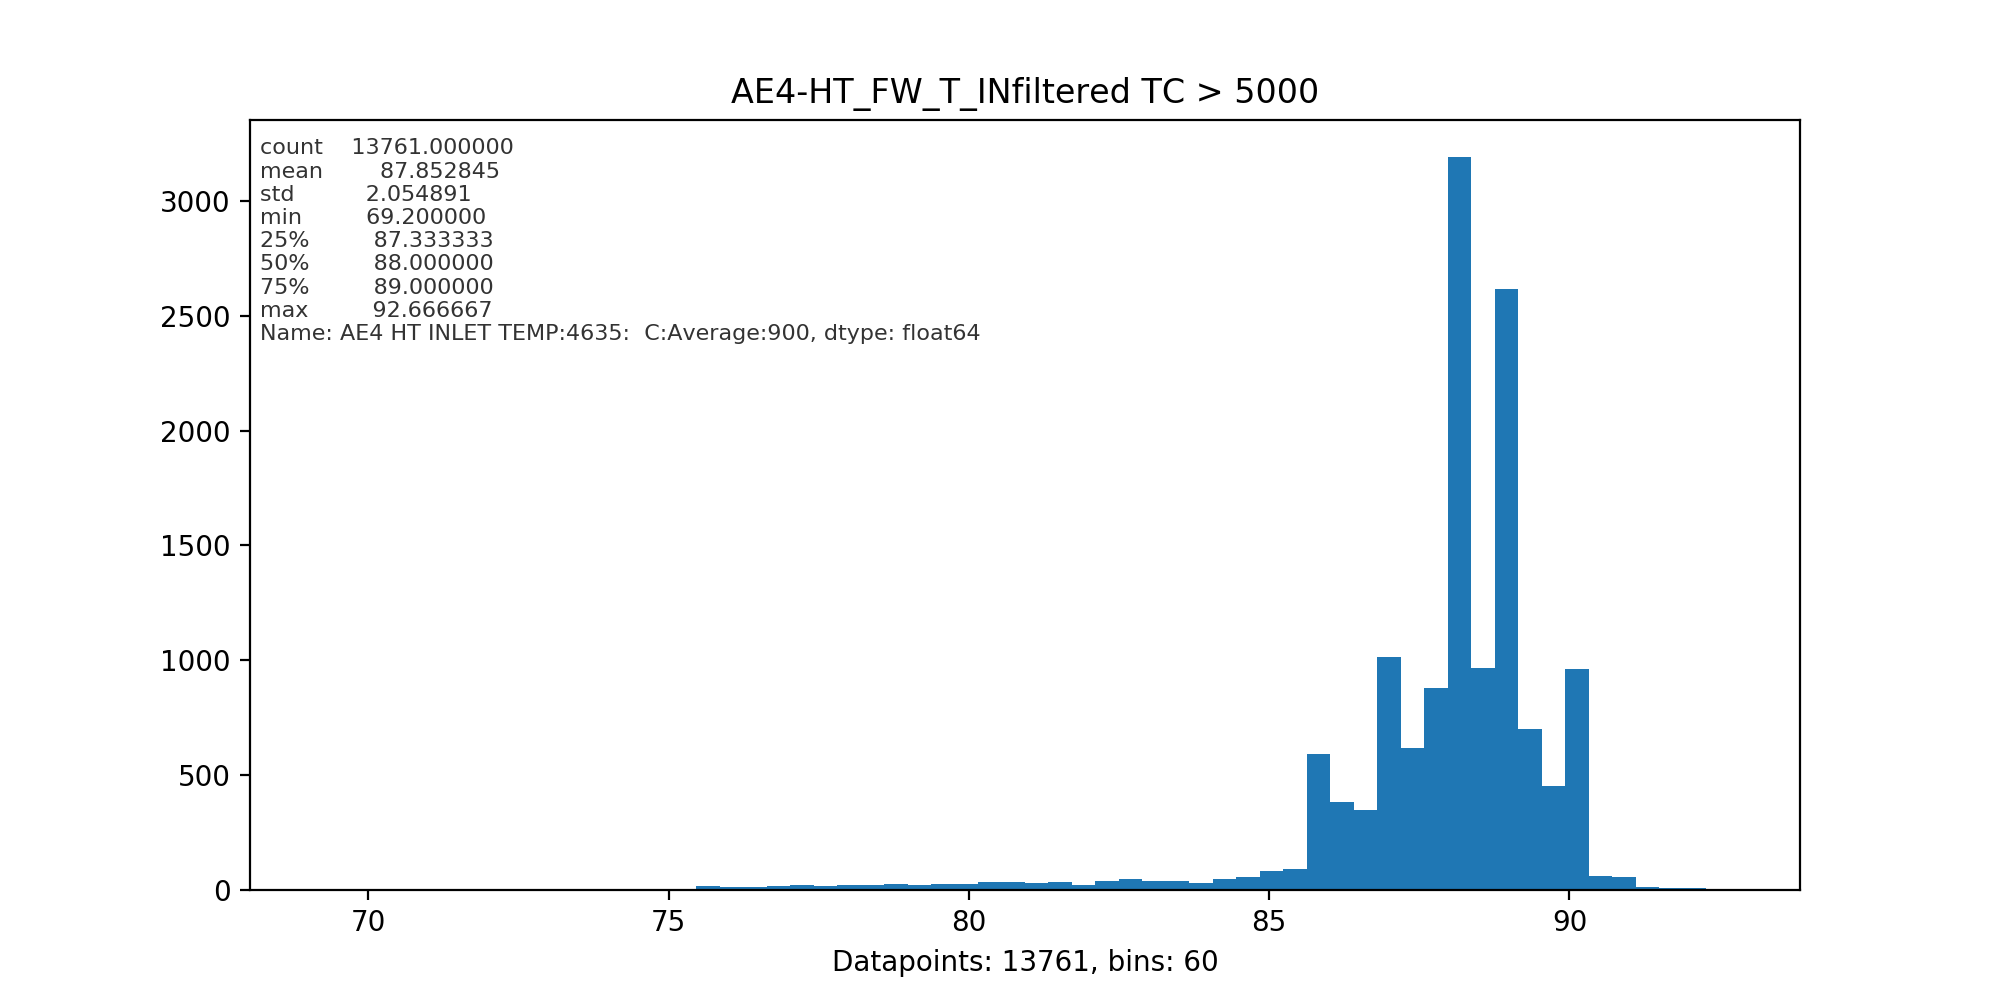 AE4-HT_FW_T_INfiltered TC > 5000
count 13761.000000
mean 87.852845
std 2.054891
min 69.200000
25% 87.333333
50% 88.000000
75% 89.000000
max 92.666667
Name: AE4 HT INLET TEMP:4635:  C:Average:900, dtype: float64
3000
2500
2000
1500
1000
500
0
70 75 80 85 90
Datapoints: 13761, bins: 60